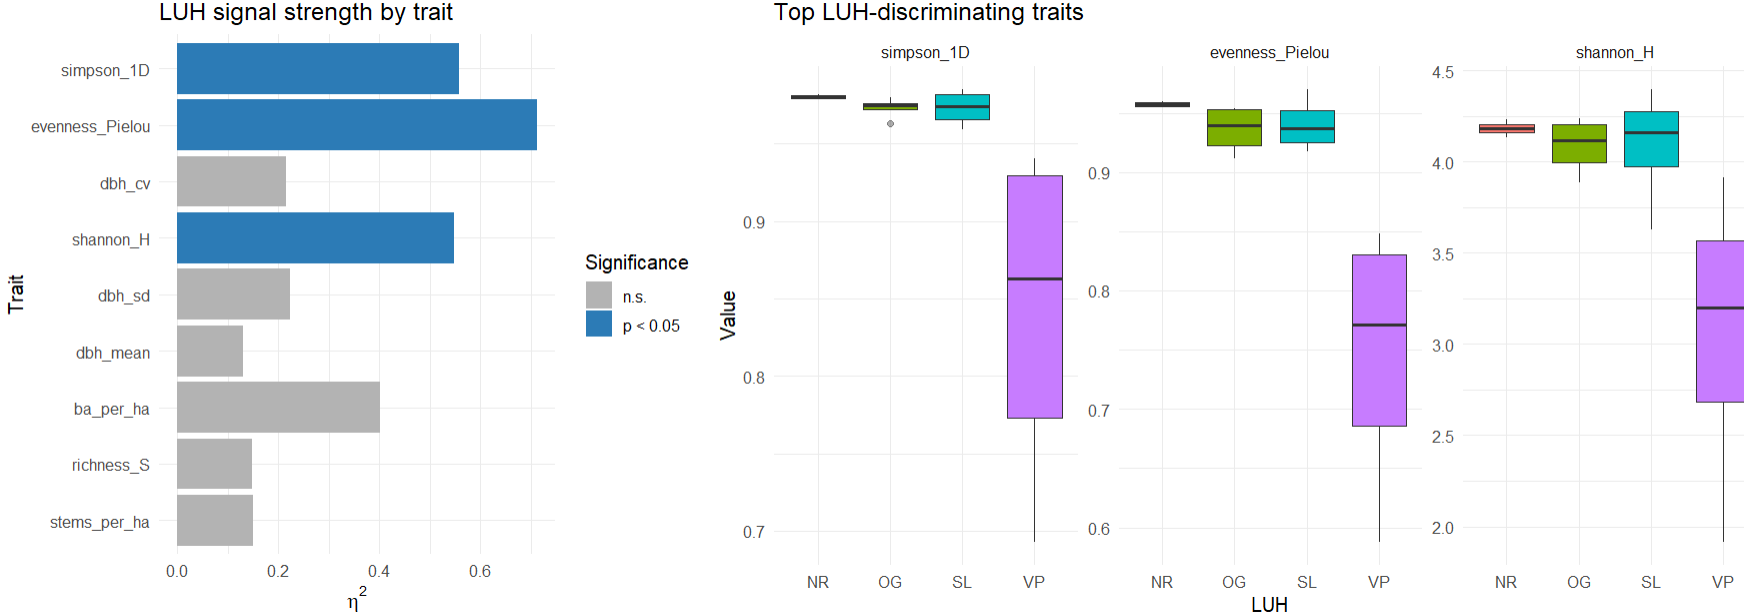 LUH signal strength by trait
Trait
simpson_1D
evenness_Pielou
dbh_cv
shannon_H
dbh_sd
dbh_mean
ba_per_ha
richness_S
stems_per_ha
0.0 0.2 0.4 0.6
η2
Significance
n.s.
p < 0.05
Top LUH-discriminating traits
Value
simpson_1D
0.9
0.8
0.7
NR OG SL VP
evenness_Pielou
0.9
0.8
0.7
0.6
NR OG SL VP
shannon_H
4.5
4.0
3.5
3.0
2.5
2.0
NR OG SL VP
LUH